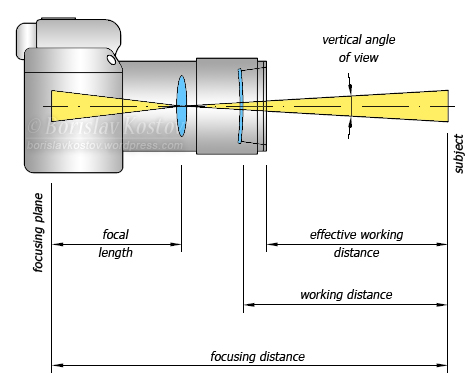 vertical angle
of view
© Borislav Kostov
borislavkostov.wordpress.com
focusing plane
subject
focal
length
effective working
distance
working distance
focusing distance